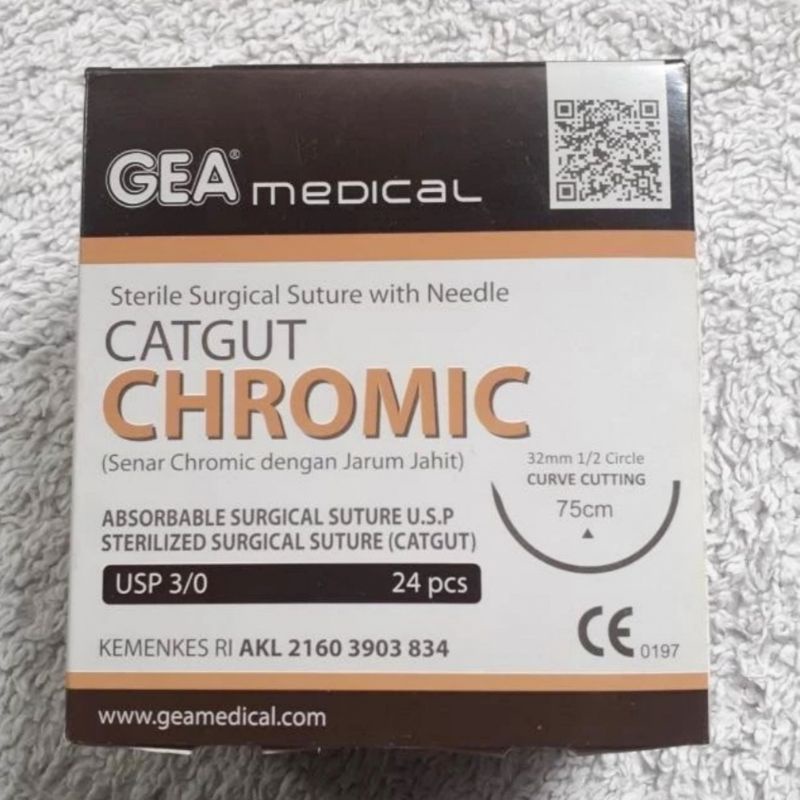 GEA® medical
Sterile Surgical Suture with Needle
CATGUT
CHROMIC
(Senar Chromic dengan Jarum Jahit)
32mm 1/2 Circle
CURVE CUTTING
75cm
ABSORBABLE SURGICAL SUTURE U.S.P
STERILIZED SURGICAL SUTURE (CATGUT)
USP 3/0 24 pcs
CE 0197
KEMENKES RI AKL 2160 3903 834
www.geamedical.com